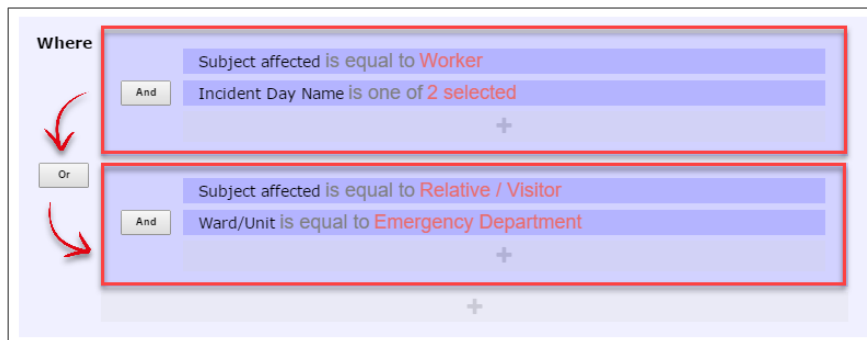 Where
Subject affected is equal to Worker
And
Incident Day Name is one of 2 selected
+
Or
Subject affected is equal to Relative / Visitor
And
Ward/Unit is equal to Emergency Department
+
+